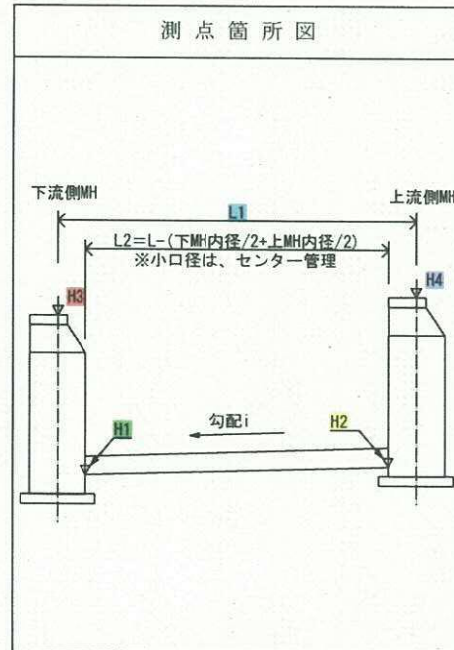 測点箇所図
下流側MH
上流側MH
L1
L2=L-(下MH内径/2+上MH内径/2)
※小口径は、センター管理
H3
H4
勾配i
H1
H2